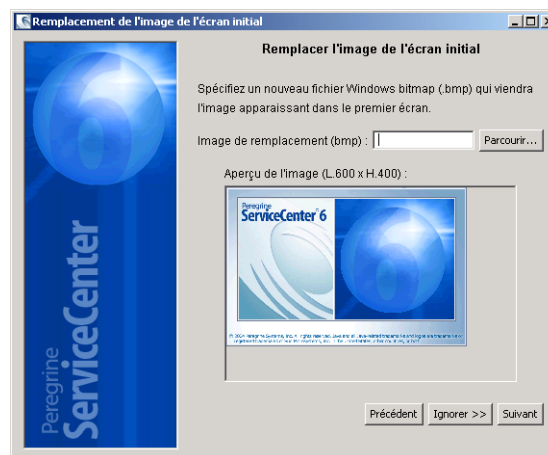 Remplacement de l'image de l'écran initial
Remplacer l'image de l'écran initial
Spécifiez un nouveau fichier Windows bitmap (.bmp) qui viendra
l'image apparaissant dans le premier écran.
Image de remplacement (bmp) :
Parcourir...
Aperçu de l'image (L.600 x H.400) :
Peregrine
ServiceCenter 6
Peregrine
ServiceCenter
Précédent
Ignorer >>
Suivant